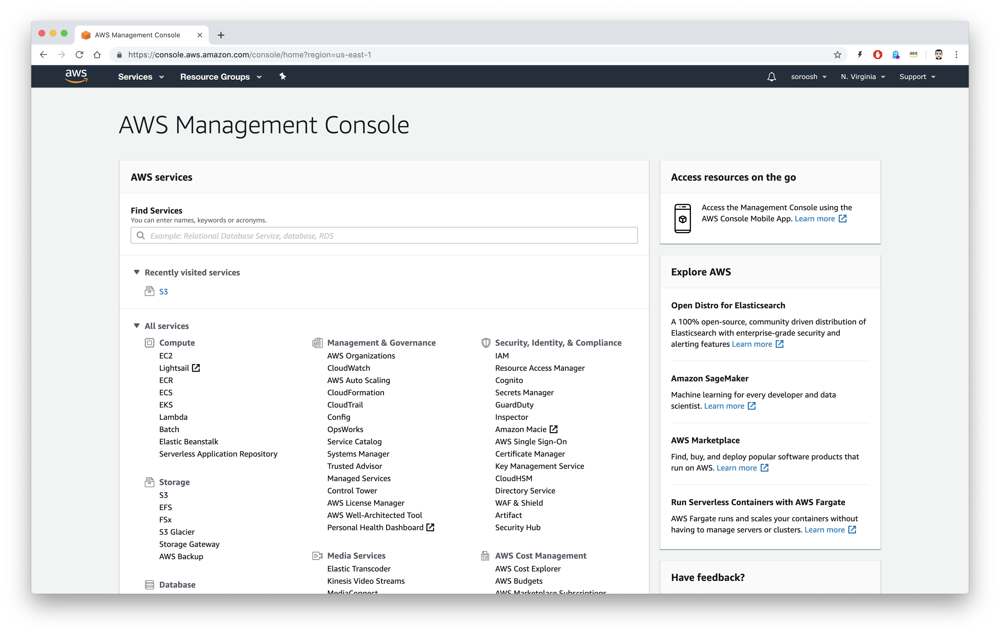 AWS Management Console
https://console.aws.amazon.com/console/home?region=us-east-1
aea
aws
Services
Resource Groups
soroosh
N. Virginia
Support
AWS Management Console
AWS services
Find Services
You can enter names, keywords or acronyms.
Example: Relational Database Service, database, RDS
Recently visited services
S3
All services
Compute
EC2
Lightsail
ECR
ECS
EKS
Lambda
Batch
Elastic Beanstalk
Serverless Application Repository
Storage
S3
EFS
FSx
S3 Glacier
Storage Gateway
AWS Backup
Database
Management & Governance
AWS Organizations
CloudWatch
AWS Auto Scaling
CloudFormation
CloudTrail
Config
OpsWorks
Service Catalog
Systems Manager
Trusted Advisor
Managed Services
Control Tower
AWS License Manager
AWS Well-Architected Tool
Personal Health Dashboard
Media Services
Elastic Transcoder
Kinesis Video Streams
MediaConnect
Security, Identity, & Compliance
IAM
Resource Access Manager
Cognito
Secrets Manager
GuardDuty
Inspector
Amazon Macie
AWS Single Sign-On
Certificate Manager
Key Management Service
CloudHSM
Directory Service
WAF & Shield
Artifact
Security Hub
AWS Cost Management
AWS Cost Explorer
AWS Budgets
AWS Marketplace Subscriptions
Access resources on the go
Access the Management Console using the
AWS Console Mobile App. Learn more
Explore AWS
Open Distro for Elasticsearch
A 100% open-source, community driven distribution of
Elasticsearch with enterprise-grade security and
alerting features Learn more
Amazon SageMaker
Machine learning for every developer and data
scientist. Learn more
AWS Marketplace
Find, buy, and deploy popular software products that
run on AWS. Learn more
Run Serverless Containers with AWS Fargate
AWS Fargate runs and scales your containers without
having to manage servers or clusters. Learn more
Have feedback?